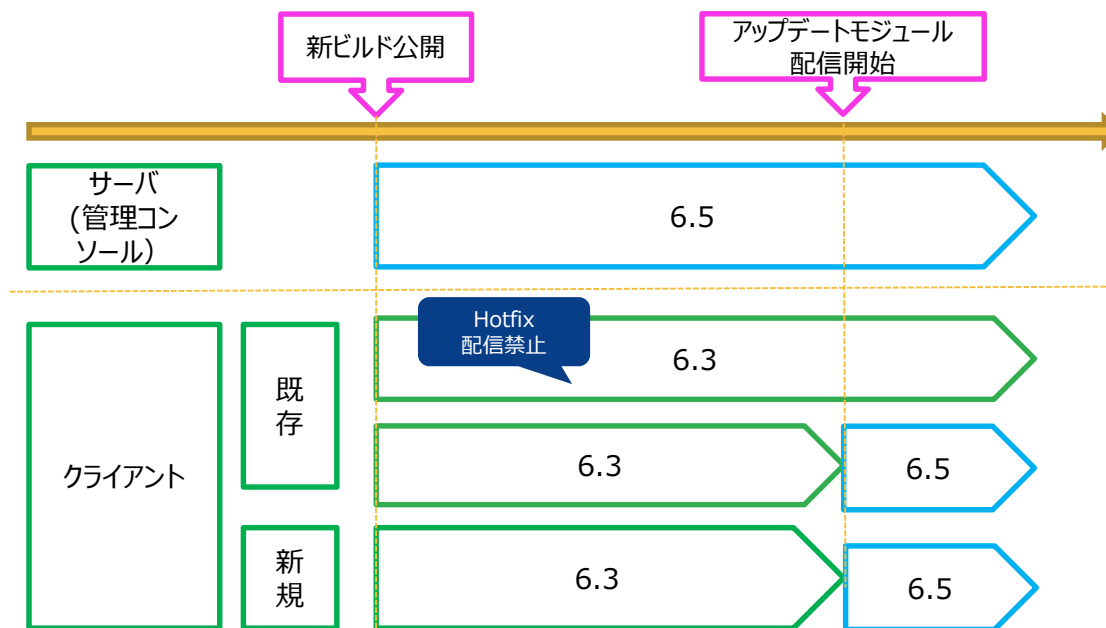 新ビルド公開
アップデートモジュール
配信開始
サーバ
(管理コン
ソール）
6.5
Hotfix
配信禁止
6.3
既
存
クライアント
6.3
6.5
新
規
6.3
6.5